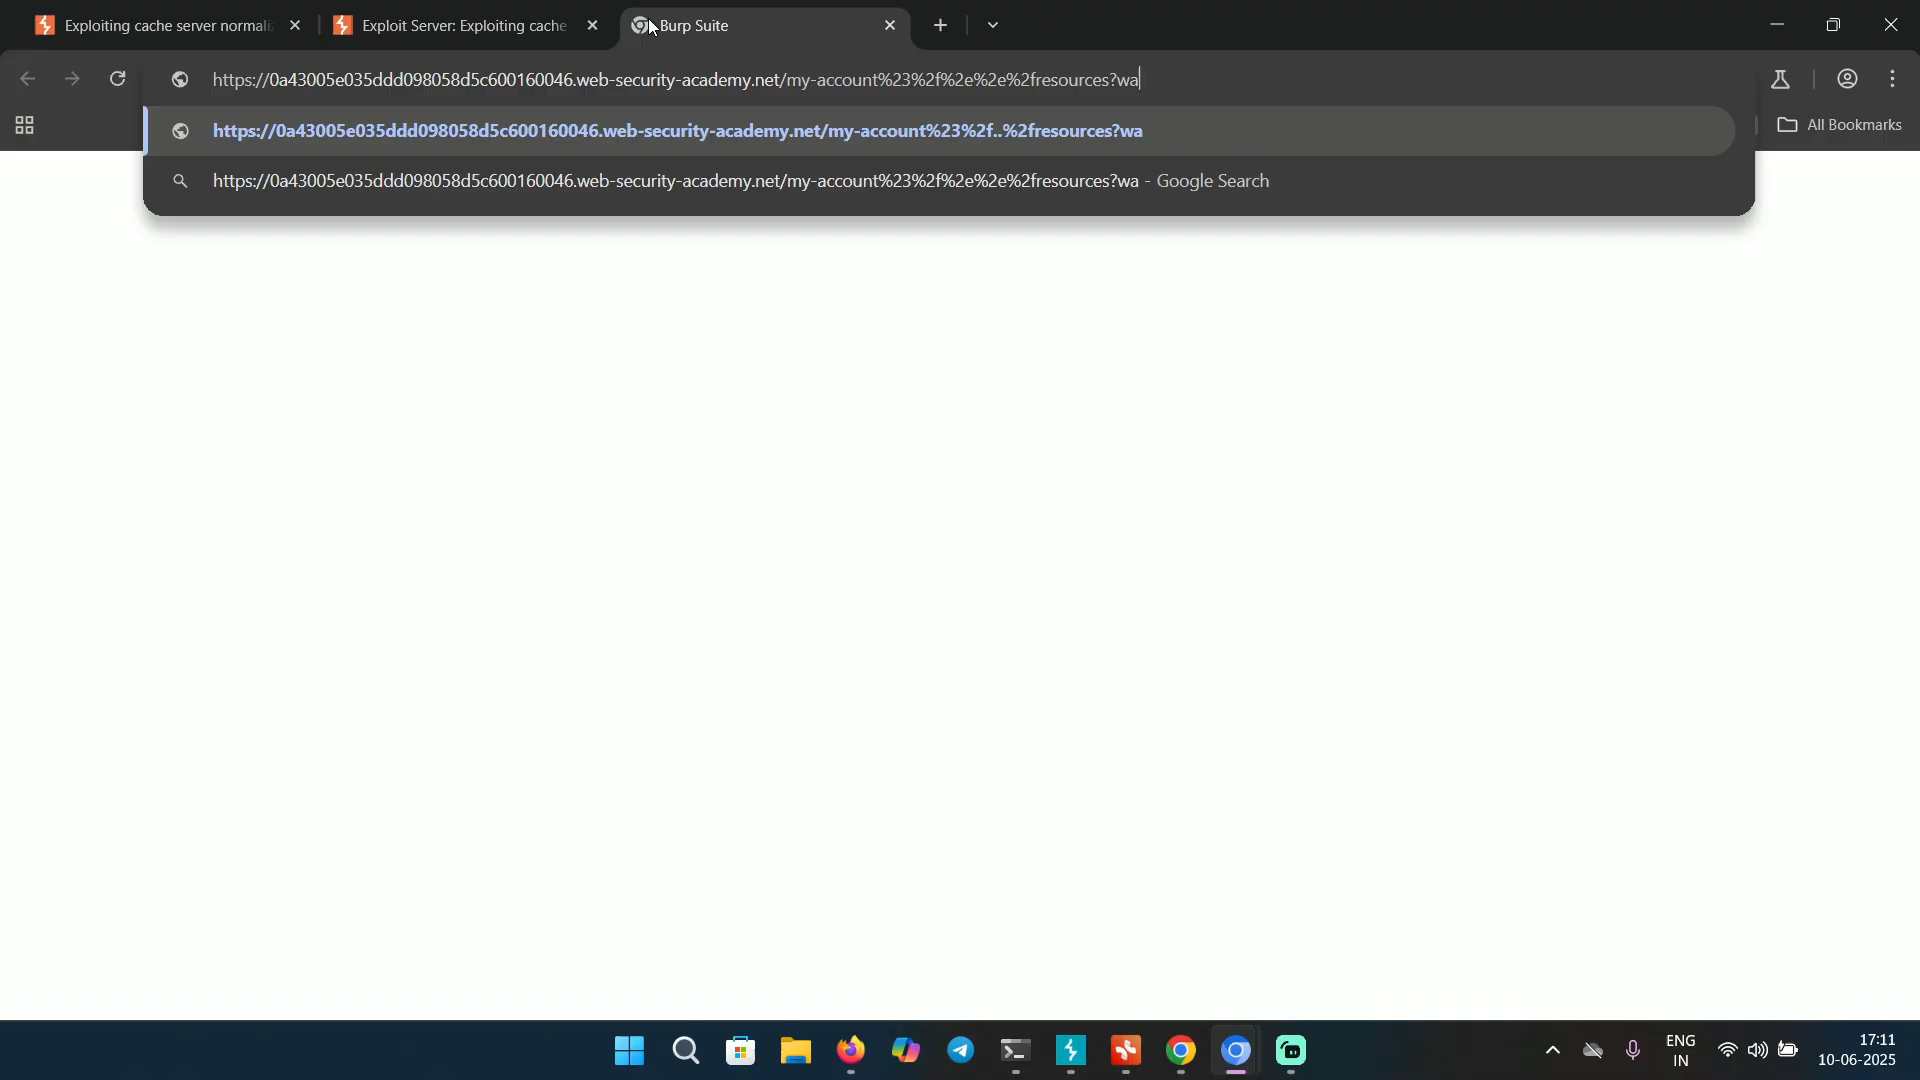 Exploiting cache server normali
Exploit Server: Exploiting cache
Burp Suite
https://0a43005e035ddd098058d5c600160046.web-security-academy.net/my-account%23%2f%2e%2e%2fresources?wa
https://0a43005e035ddd098058d5c600160046.web-security-academy.net/my-account%23%2f..%2fresources?wa
All Bookmarks
https://0a43005e035ddd098058d5c600160046.web-security-academy.net/my-account%23%2f%2e%2e%2fresources?wa - Google Search
ENG
IN
17:11
10-06-2025